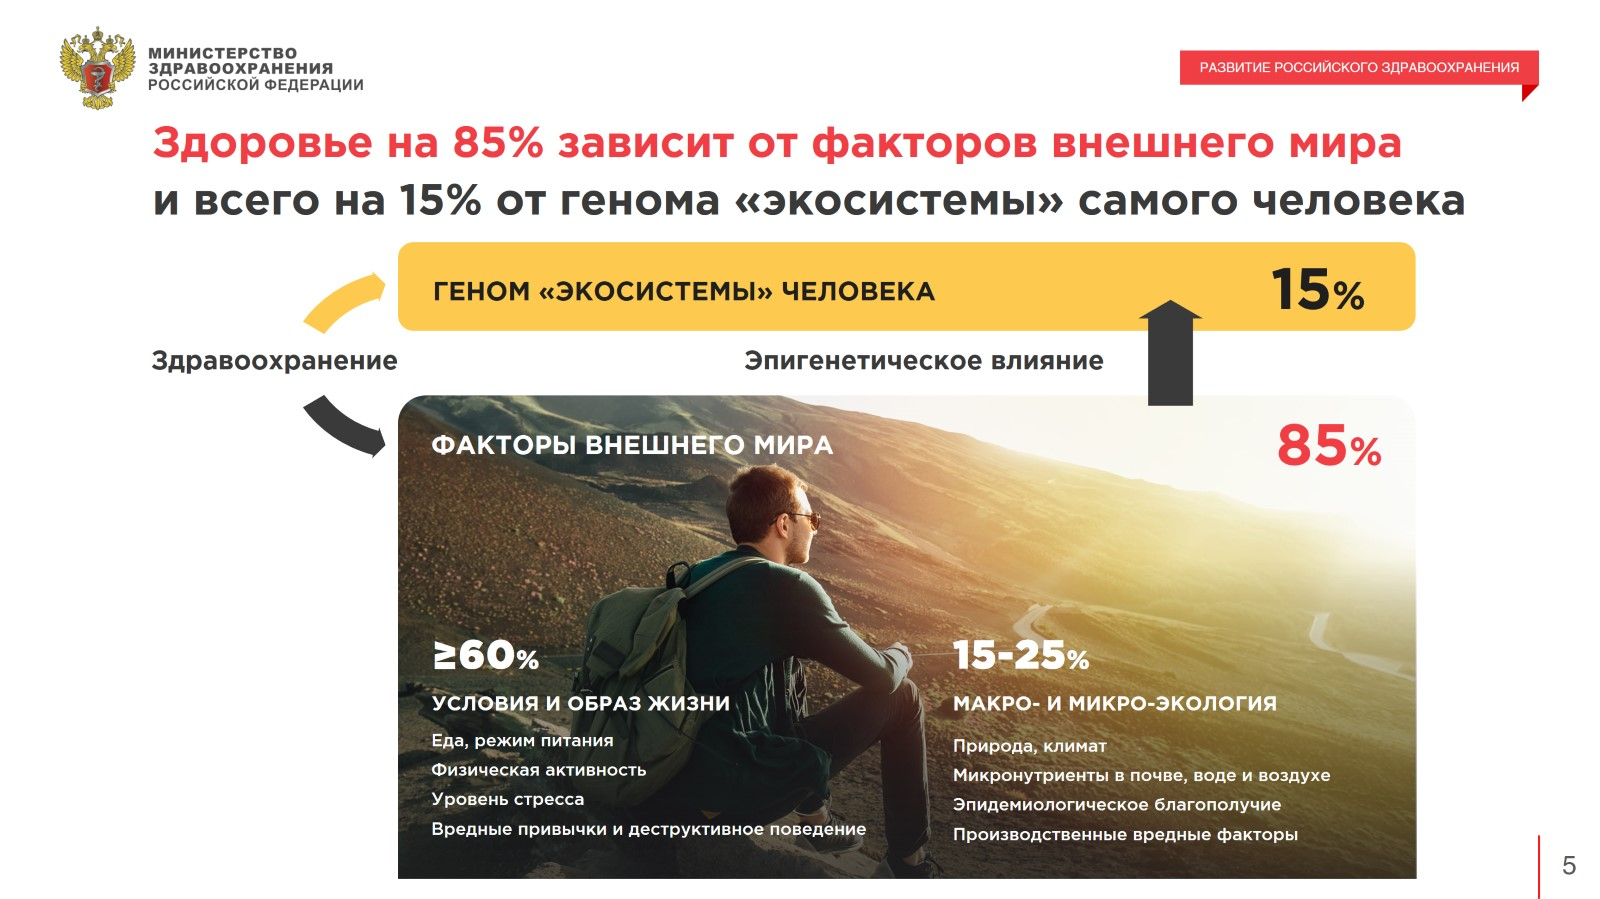 МИНИСТЕРСТВО
ЗДРАВООХРАНЕНИЯ
РОССИЙСКОЙ ФЕДЕРАЦИИ
РАЗВИТИЕ РОССИЙСКОГО ЗДРАВООХРАНЕНИЯ
Здоровье на 85% зависит от факторов внешнего мира
и всего на 15% от генома «экосистемы» самого человека
ГЕНОМ «ЭКОСИСТЕМЫ» ЧЕЛОВЕКА
15%
Здравоохранение
Эпигенетическое влияние
ФАКТОРЫ ВНЕШНЕГО МИРА
85%
≥60%
УСЛОВИЯ И ОБРАЗ ЖИЗНИ
Еда, режим питания
Физическая активность
Уровень стресса
Вредные привычки и деструктивное поведение
15-25%
МАКРО- И МИКРО-ЭКОЛОГИЯ
Природа, климат
Микронутриенты в почве, воде и воздухе
Эпидемиологическое благополучие
Производственные вредные факторы
5